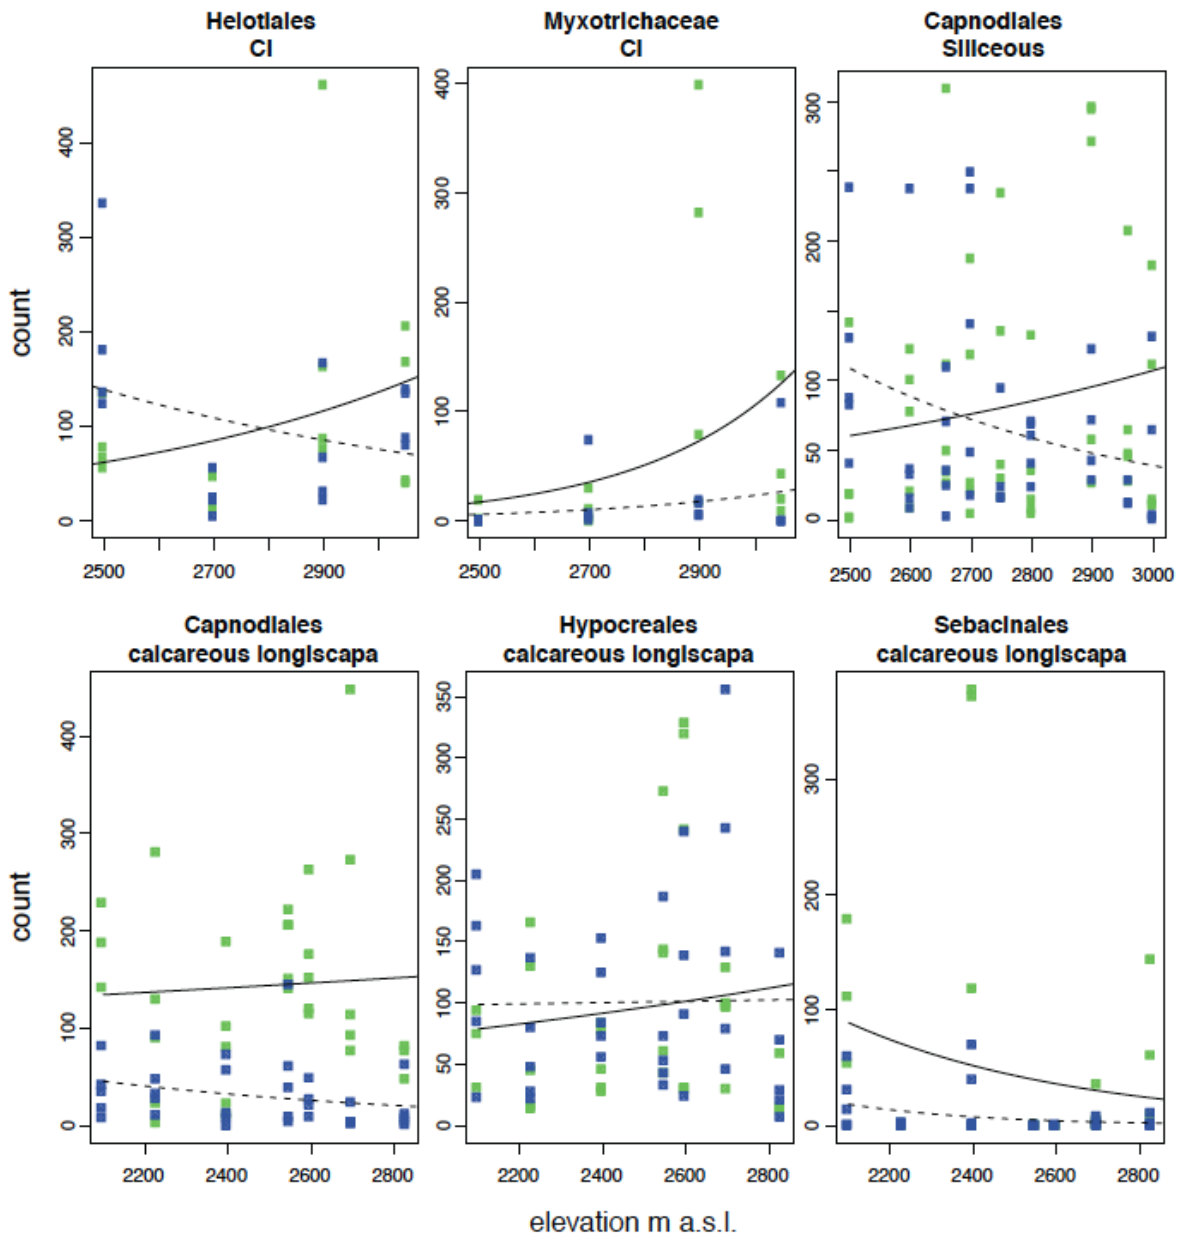 Helotiales
CI
Myxotrichaceae
CI
Capnodiales
Siliceous
count
0 100 200 300 400
0 100 200 300 400
0 50 100 200 300
2500 2700 2900
2500 2700 2900
2500 2600 2700 2800 2900 3000
Capnodiales
calcareous longiscapa
Hypocreales
calcareous longiscapa
Sebacinales
calcareous longiscapa
count
0 100 200 300 400
0 50 100 150 200 250 300 350
0 100 200 300
2200 2400 2600 2800
2200 2400 2600 2800
2200 2400 2600 2800
elevation m a.s.l.